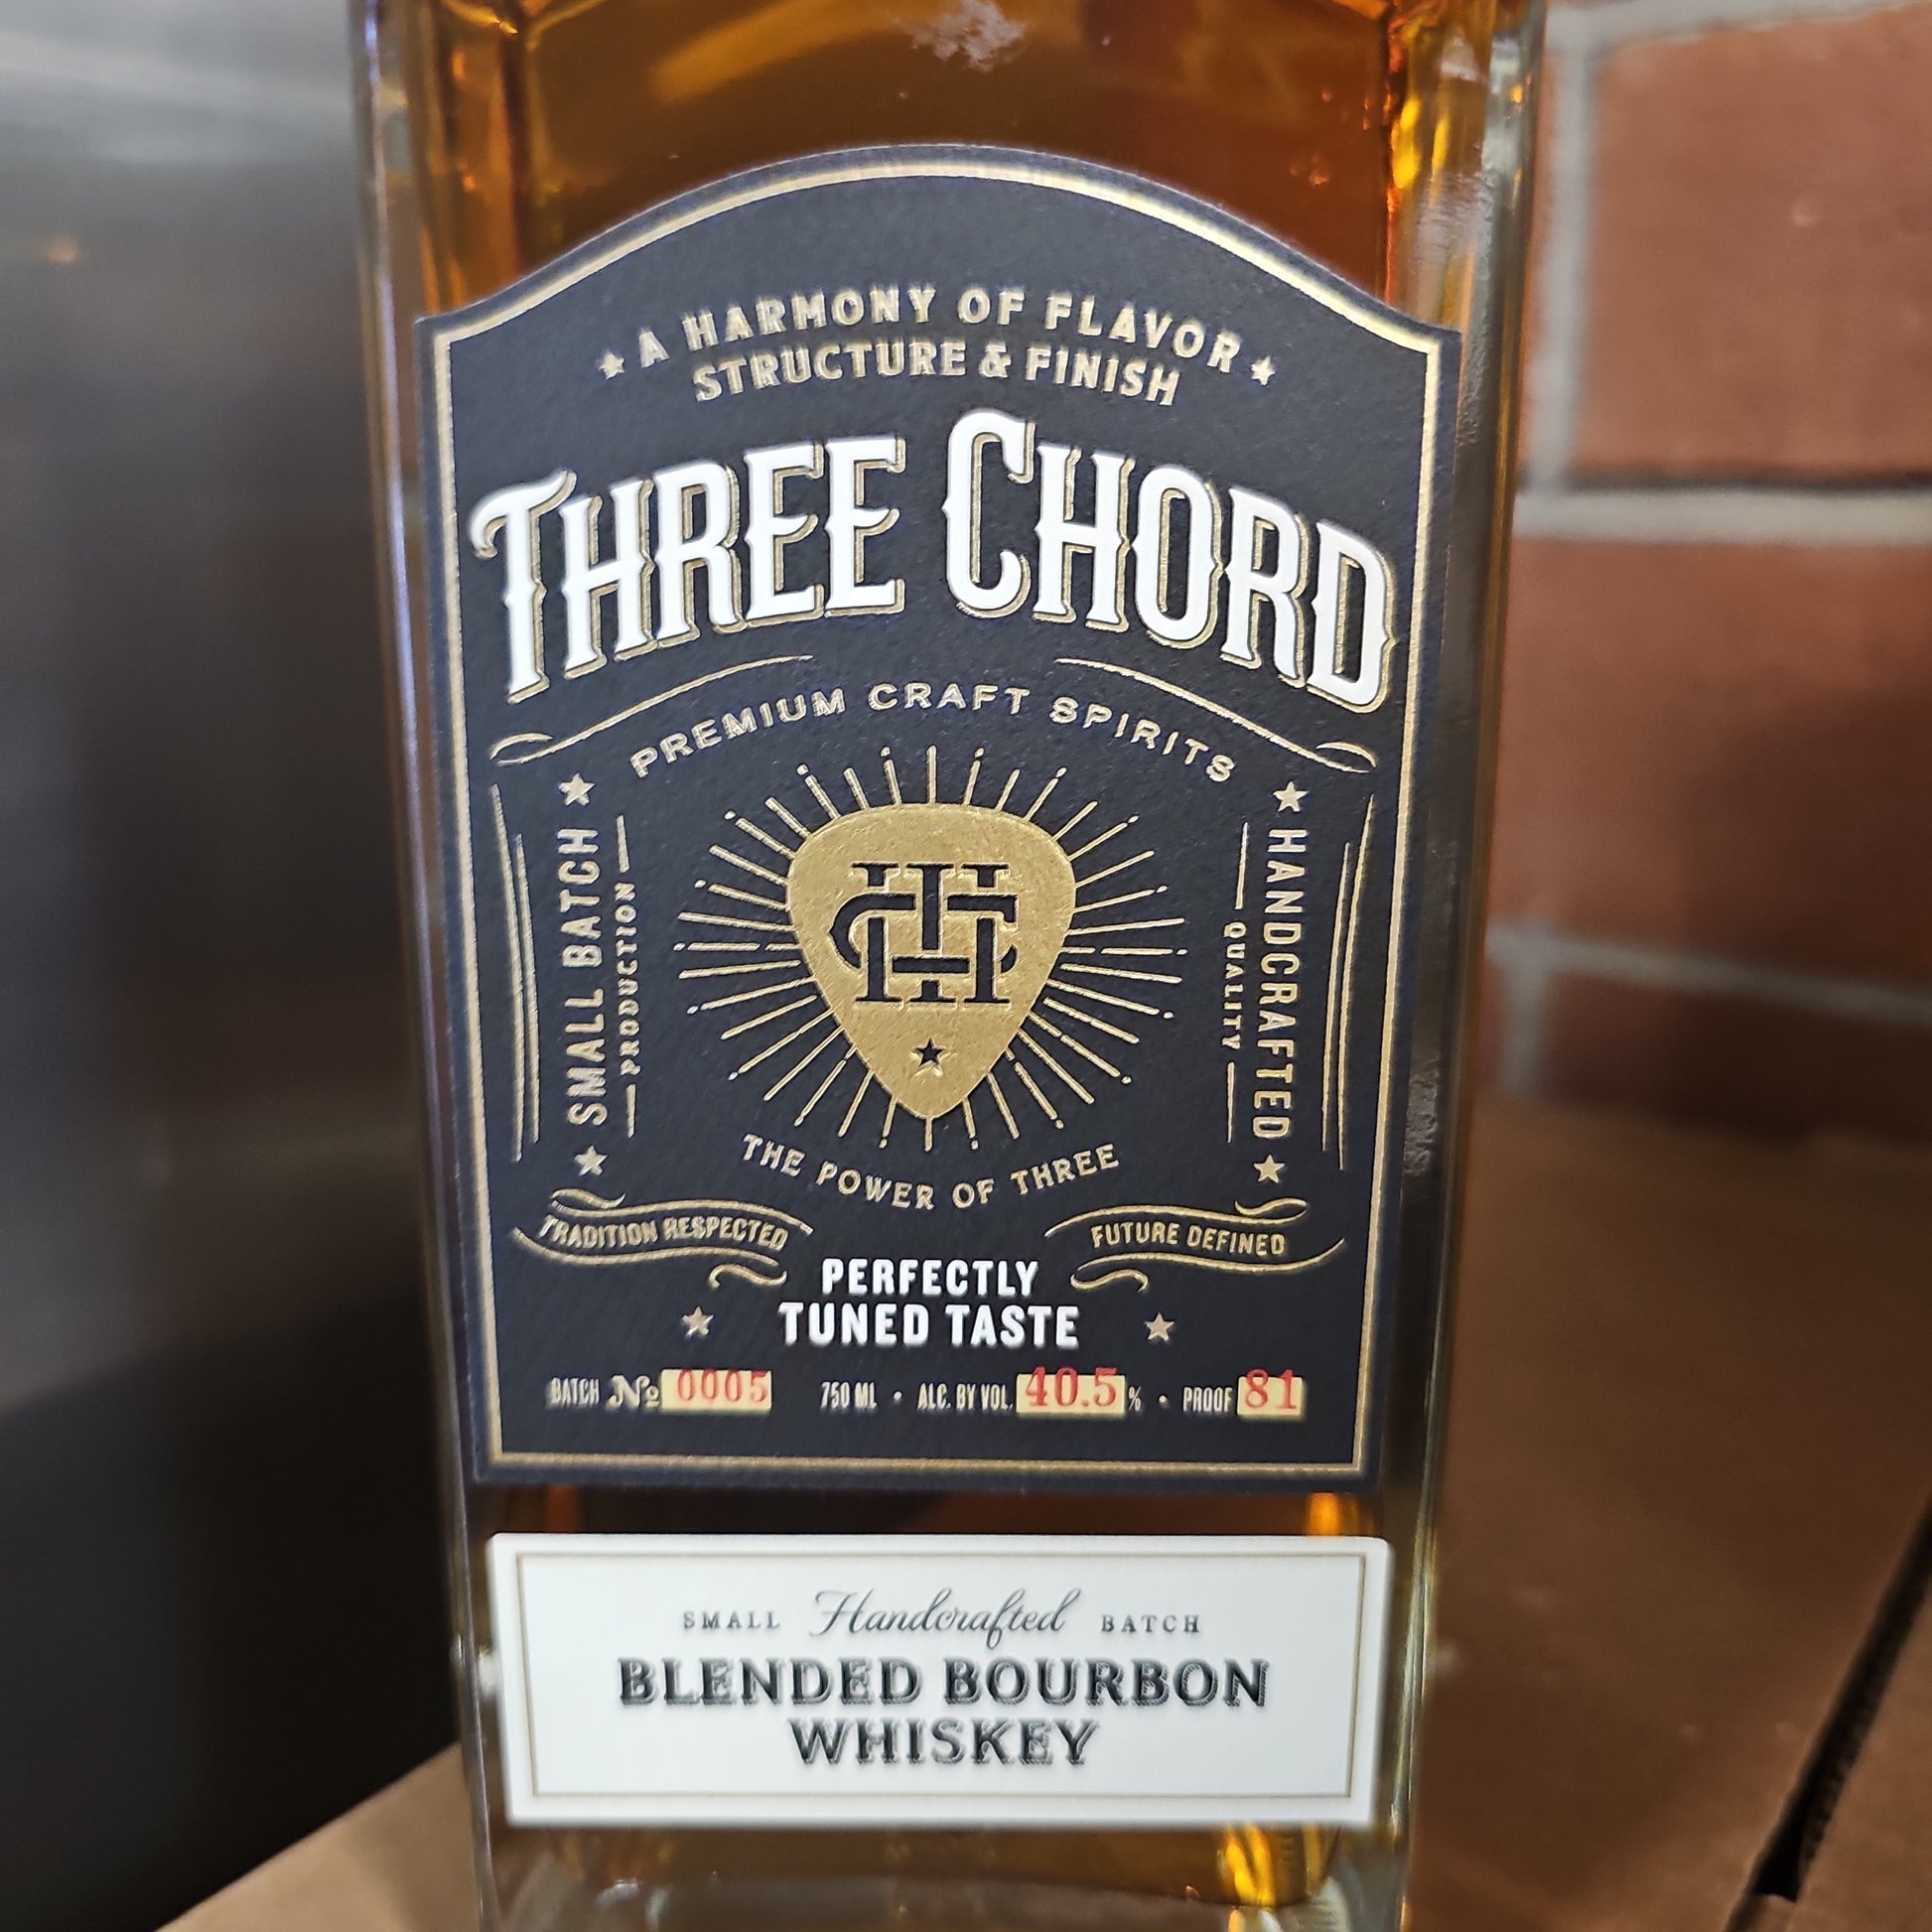 A HARMONY OF FLAVOR
STRUCTURE & FINISH
THREE CHORD
PREMIUM CRAFT SPIRITS
SMALL BATCH
PRODUCTION
HANDCRAFTED
QUALITY
THE POWER OF THREE
TRADITION RESPECTED
FUTURE DEFINED
PERFECTLY
TUNED TASTE
BATCH No 0005 750 ML • ALC. BY VOL. 40.5% • PROOF 81
SMALL Handcrafted BATCH
BLENDED BOURBON
WHISKEY